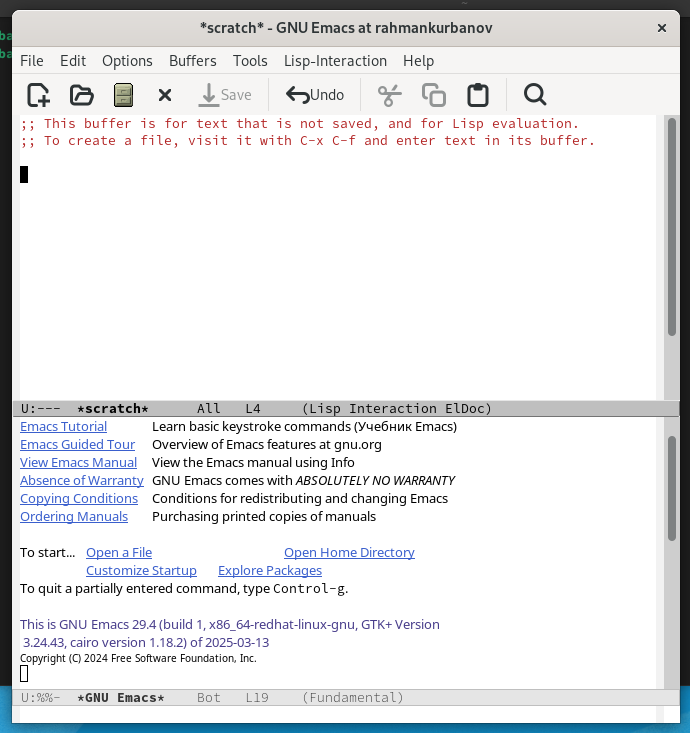 *scratch* - GNU Emacs at rahmankurbanov
File Edit Options Buffers Tools Lisp-Interaction Help
Save Undo
;; This buffer is for text that is not saved, and for Lisp evaluation.
;; To create a file, visit it with C-x C-f and enter text in its buffer.
U:--- *scratch* All L4 (Lisp Interaction ElDoc)
Emacs Tutorial Learn basic keystroke commands (Учебник Emacs)
Emacs Guided Tour Overview of Emacs features at gnu.org
View Emacs Manual View the Emacs manual using Info
Absence of Warranty GNU Emacs comes with ABSOLUTELY NO WARRANTY
Copying Conditions Conditions for redistributing and changing Emacs
Ordering Manuals Purchasing printed copies of manuals
To start... Open a File Open Home Directory
Customize Startup Explore Packages
To quit a partially entered command, type Control-g.
This is GNU Emacs 29.4 (build 1, x86_64-redhat-linux-gnu, GTK+ Version
3.24.43, cairo version 1.18.2) of 2025-03-13
Copyright (C) 2024 Free Software Foundation, Inc.
U:%%- *GNU Emacs* Bot L19 (Fundamental)